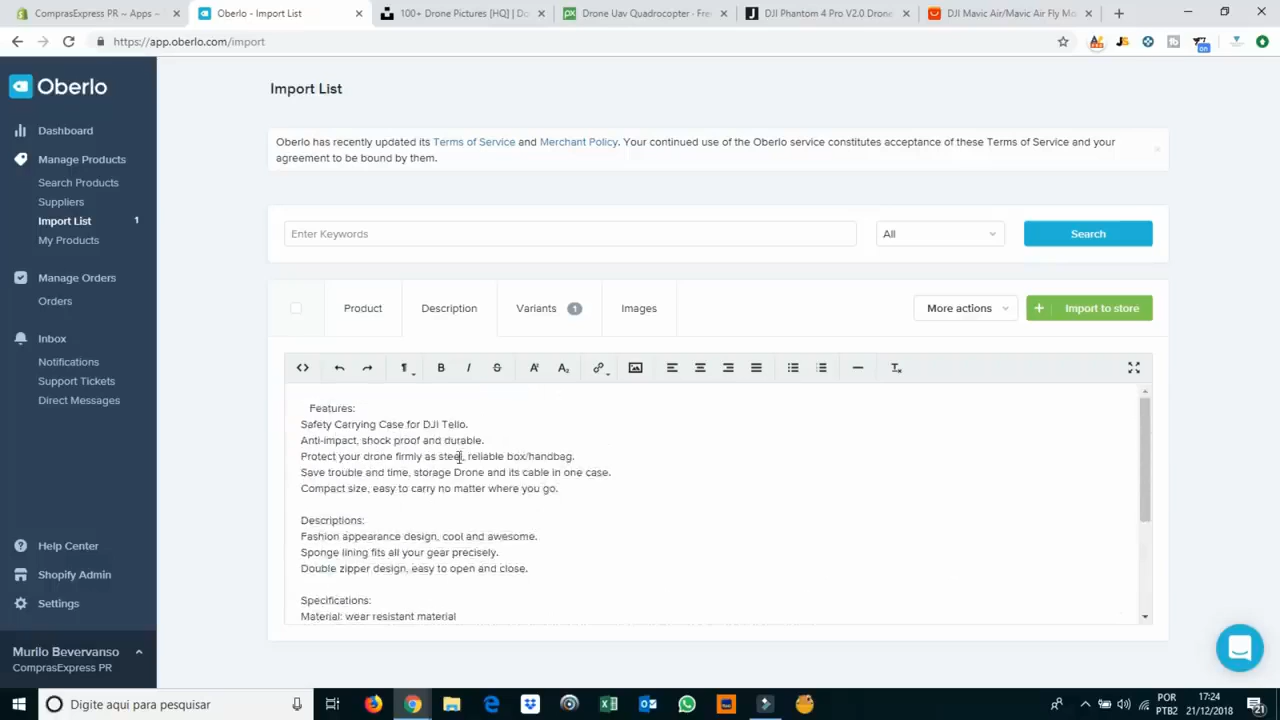 ComprasExpress PR ~ Apps ~
Oberlo - Import List
100+ Drone Pictures [HQ] | Do
Drone Uav Quadrocopter - Free
DJI Phantom 4 Pro V2.0 Drone
DJI Mavic Air/Mavic Air Fly Mo
https://app.oberlo.com/import
Oberlo
Dashboard
Manage Products
Search Products
Suppliers
Import List 1
My Products
Manage Orders
Orders
Inbox
Notifications
Support Tickets
Direct Messages
Help Center
Shopify Admin
Settings
Murilo Bevervanso
ComprasExpress PR
Import List
Oberlo has recently updated its Terms of Service and Merchant Policy. Your continued use of the Oberlo service constitutes acceptance of these Terms of Service and your
agreement to be bound by them.
Enter Keywords
All
Search
Product
Description
Variants 1
Images
More actions
+ Import to store
Features:
Safety Carrying Case for DJI Tello.
Anti-impact, shock proof and durable.
Protect your drone firmly as steel, reliable box/handbag.
Save trouble and time, storage Drone and its cable in one case.
Compact size, easy to carry no matter where you go.
Descriptions:
Fashion appearance design, cool and awesome.
Sponge lining fits all your gear precisely.
Double zipper design, easy to open and close.
Specifications:
Material: wear resistant material
Digite aqui para pesquisar
POR
PTB2
17:24
21/12/2018
21